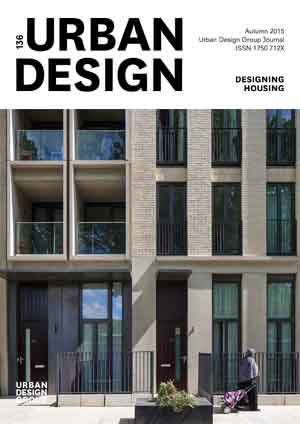 136
URBAN
DESIGN
Autumn 2015
Urban Design Group Journal
ISSN 1750 712X
DESIGNING
HOUSING
URBAN
DESIGN
GROUP